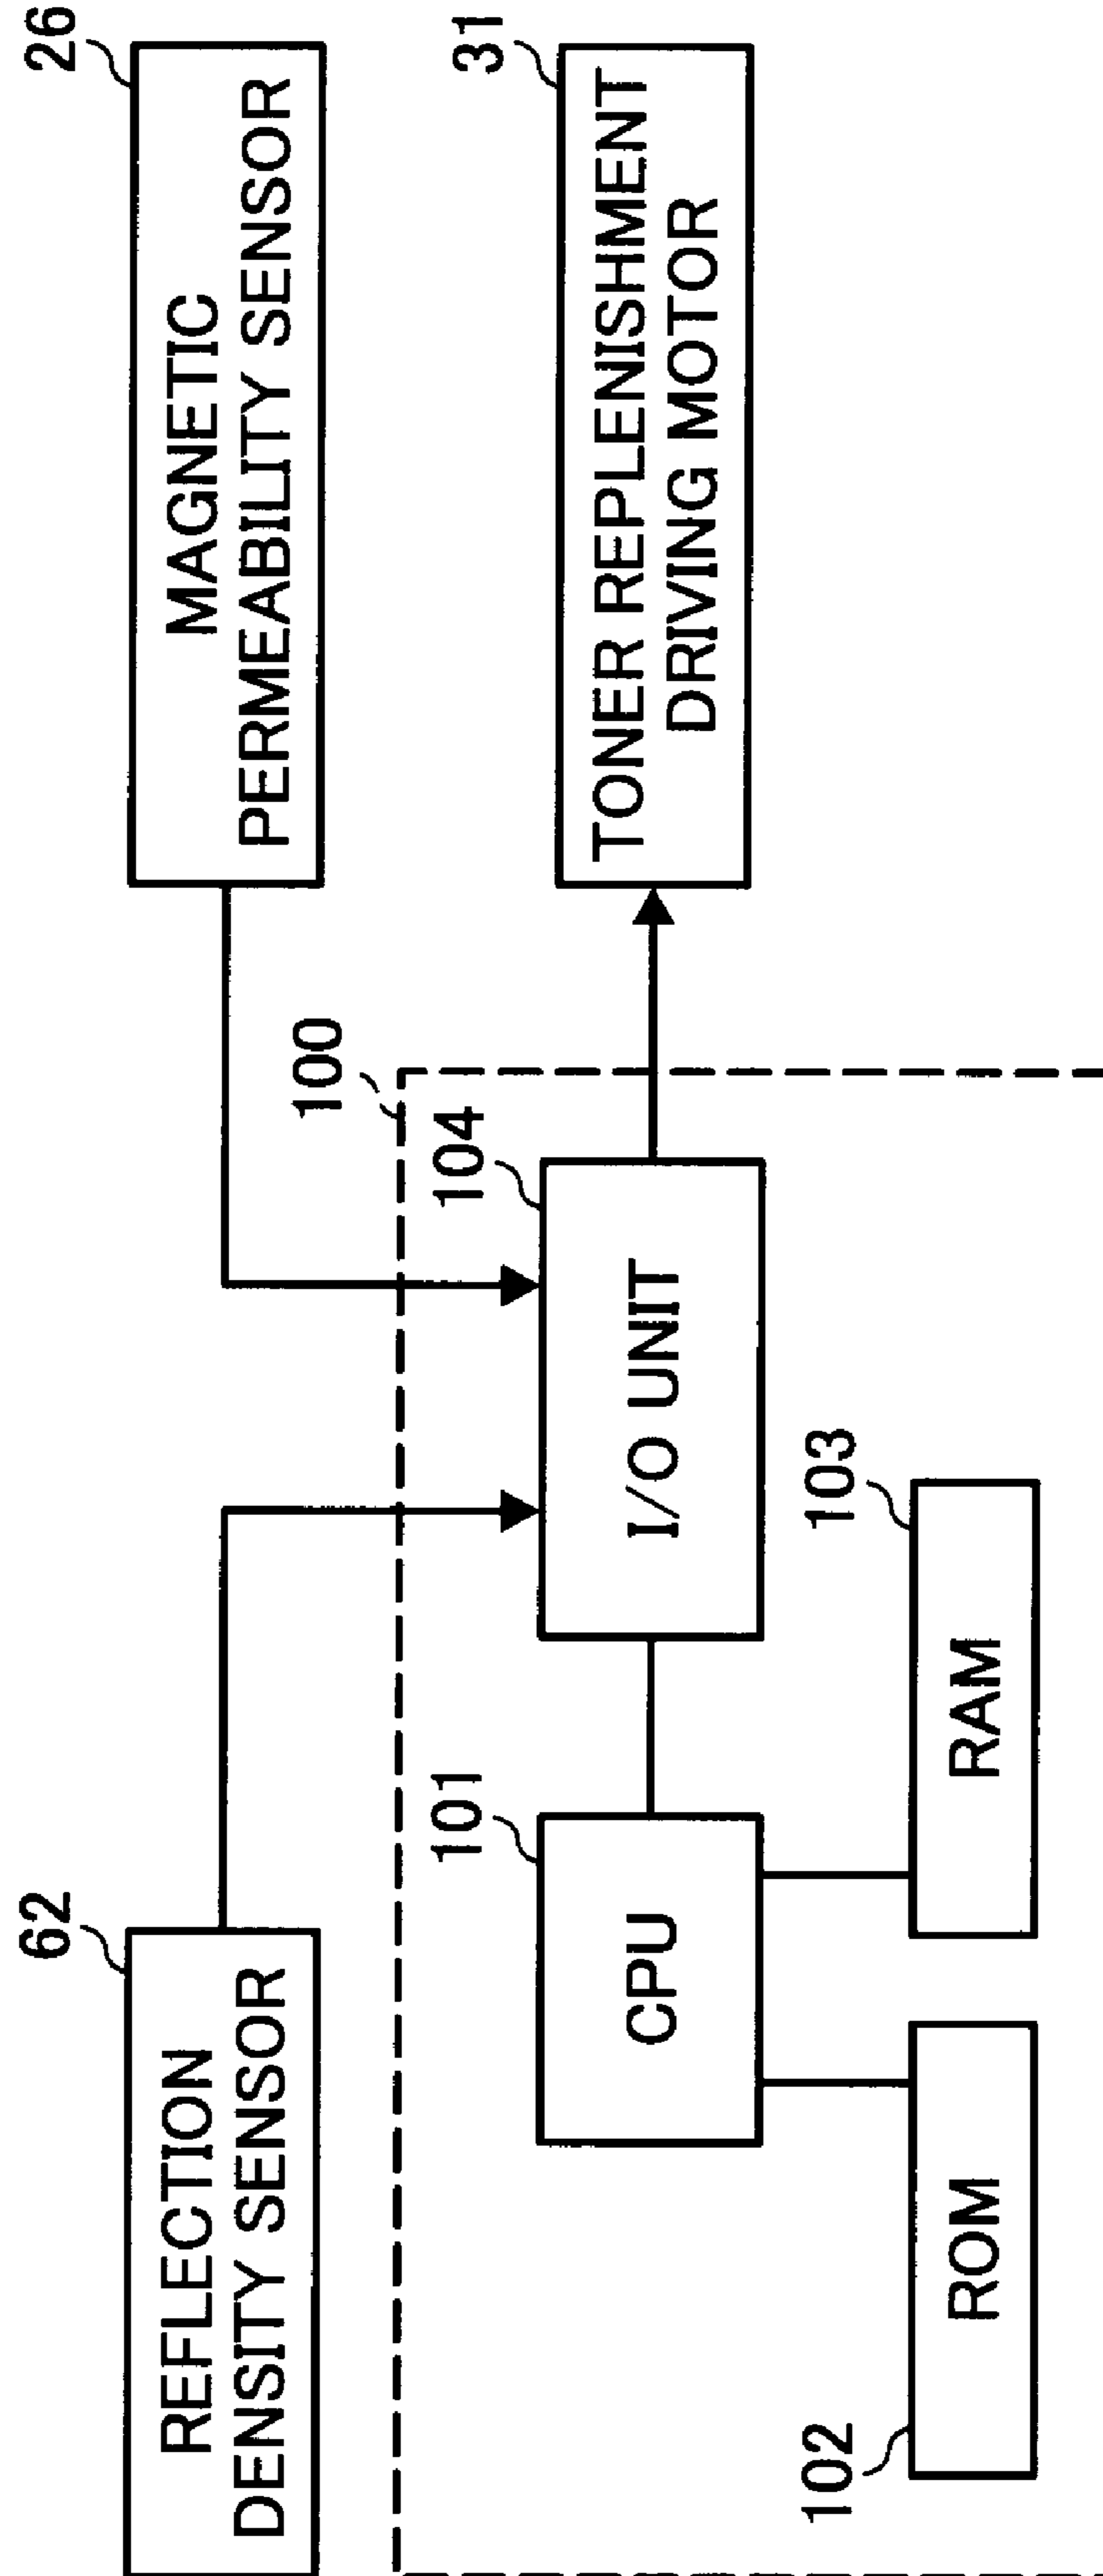 62
REFLECTION
DENSITY SENSOR
26
MAGNETIC
PERMEABILITY SENSOR
100
101
CPU
104
I/O UNIT
31
TONER REPLENISHMENT
DRIVING MOTOR
102
ROM
103
RAM